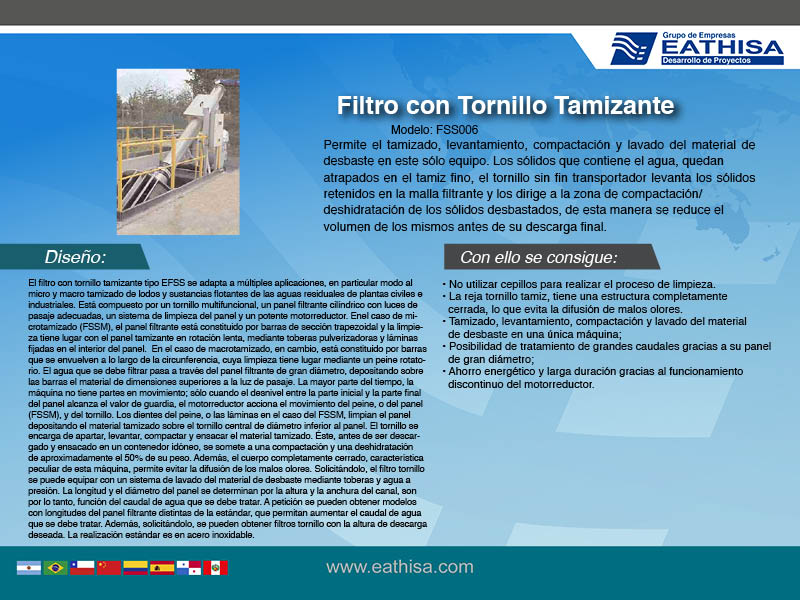 Grupo de Empresas
EATHISA
Desarrollo de Proyectos
Filtro con Tornillo Tamizante
Modelo: FSS006
Permite el tamizado, levantamiento, compactación y lavado del material de
desbaste en este sólo equipo. Los sólidos que contiene el agua, quedan
atrapados en el tamiz fino, el tornillo sin fin transportador levanta los sólidos
retenidos en la malla filtrante y los dirige a la zona de compactación/
deshidratación de los sólidos desbastados, de esta manera se reduce el
volumen de los mismos antes de su descarga final.
Diseño:
El filtro con tornillo tamizante tipo EFSS se adapta a múltiples aplicaciones, en particular modo al
micro y macro tamizado de lodos y sustancias flotantes de las aguas residuales de plantas civiles e
industriales. Está compuesto por un tornillo multifuncional, un panel filtrante cilíndrico con luces de
pasaje adecuadas, un sistema de limpieza del panel y un potente motorreductor. Enel caso de mi-
crotamizado (FSSM), el panel filtrante está constituido por barras de sección trapezoidal y la limpie-
za tiene lugar con el panel tamizante en rotación lenta, mediante toberas pulverizadoras y láminas
fijadas en el interior del panel. En el caso de macrotamizado, en cambio, está constituido por barras
que se envuelven a lo largo de la circunferencia, cuya limpieza tiene lugar mediante un peine rotato-
rio. El agua que se debe filtrar pasa a través del panel filtrante de gran diámetro, depositando sobre
las barras el material de dimensiones superiores a la luz de pasaje. La mayor parte del tiempo, la
máquina no tiene partes en movimiento; sólo cuando el desnivel entre la parte inicial y la parte final
del panel alcanza el valor de guardia, el motorreductor acciona el movimiento del peine, o del panel
(FSSM), y del tornillo. Los dientes del peine, o las láminas en el caso del FSSM, limpian el panel
depositando el material tamizado sobre el tornillo central de diámetro inferior al panel. El tornillo se
encarga de apartar, levantar, compactar y ensacar el material tamizado. Éste, antes de ser descar-
gado y ensacado en un contenedor idóneo, se somete a una compactación y una deshidratación
de aproximadamente el 50% de su peso. Además, el cuerpo completamente cerrado, característica
peculiar de esta máquina, permite evitar la difusión de los malos olores. Solicitándolo, el filtro tornillo
se puede equipar con un sistema de lavado del material de desbaste mediante toberas y agua a
presión. La longitud y el diámetro del panel se determinan por la altura y la anchura del canal, son
por lo tanto, función del caudal de agua que se debe tratar. A petición se pueden obtener modelos
con longitudes del panel filtrante distintas de la estándar, que permitan aumentar el caudal de agua
que se debe tratar. Además, solicitándolo, se pueden obtener filtros tornillo con la altura de descarga
deseada. La realización estándar es en acero inoxidable.
Con ello se consigue:
· No utilizar cepillos para realizar el proceso de limpieza.
· La reja tornillo tamiz, tiene una estructura completamente
cerrada, lo que evita la difusión de malos olores.
· Tamizado, levantamiento, compactación y lavado del material
de desbaste en una única máquina;
· Posibilidad de tratamiento de grandes caudales gracias a su panel
de gran diámetro;
· Ahorro energético y larga duración gracias al funcionamiento
discontinuo del motorreductor.
www.eathisa.com